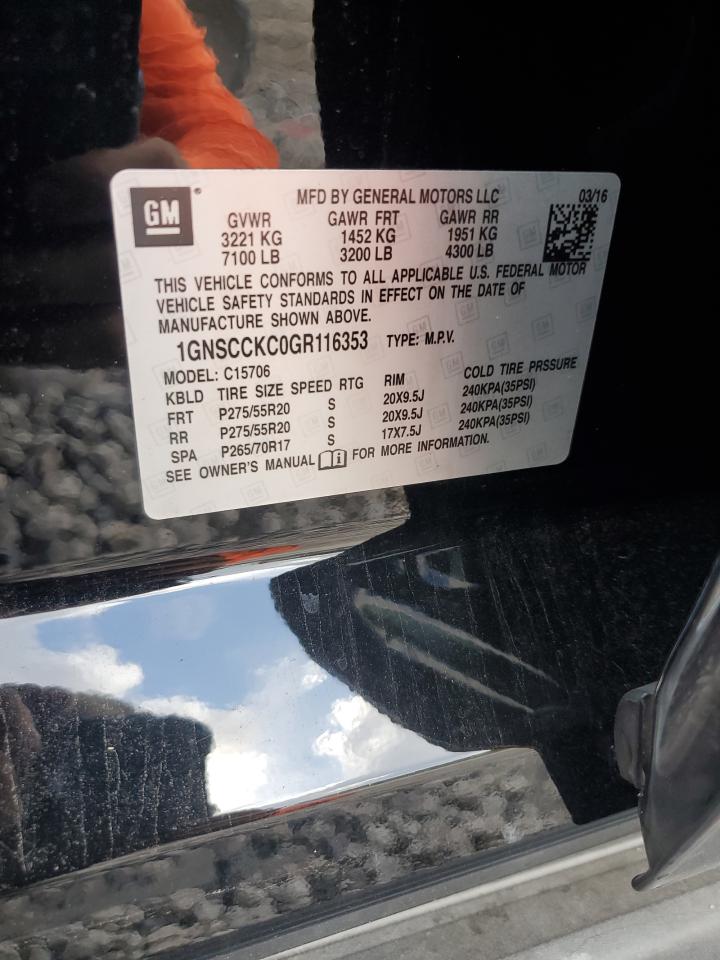 GM ® MFD BY GENERAL MOTORS LLC 03/16
GVWR GAWR FRT GAWR RR
3221 KG 1452 KG 1951 KG
7100 LB 3200 LB 4300 LB
THIS VEHICLE CONFORMS TO ALL APPLICABLE U.S. FEDERAL MOTOR
VEHICLE SAFETY STANDARDS IN EFFECT ON THE DATE OF
MANUFACTURE SHOWN ABOVE.
1GNSCCKC0GR116353 TYPE: M.P.V.
MODEL: C15706
KBLD TIRE SIZE SPEED RTG RIM COLD TIRE PRSSURE
FRT P275/55R20 S 20X9.5J 240KPA(35PSI)
RR P275/55R20 S 20X9.5J 240KPA(35PSI)
SPA P265/70R17 S 17X7.5J 240KPA(35PSI)
SEE OWNER'S MANUAL FOR MORE INFORMATION.